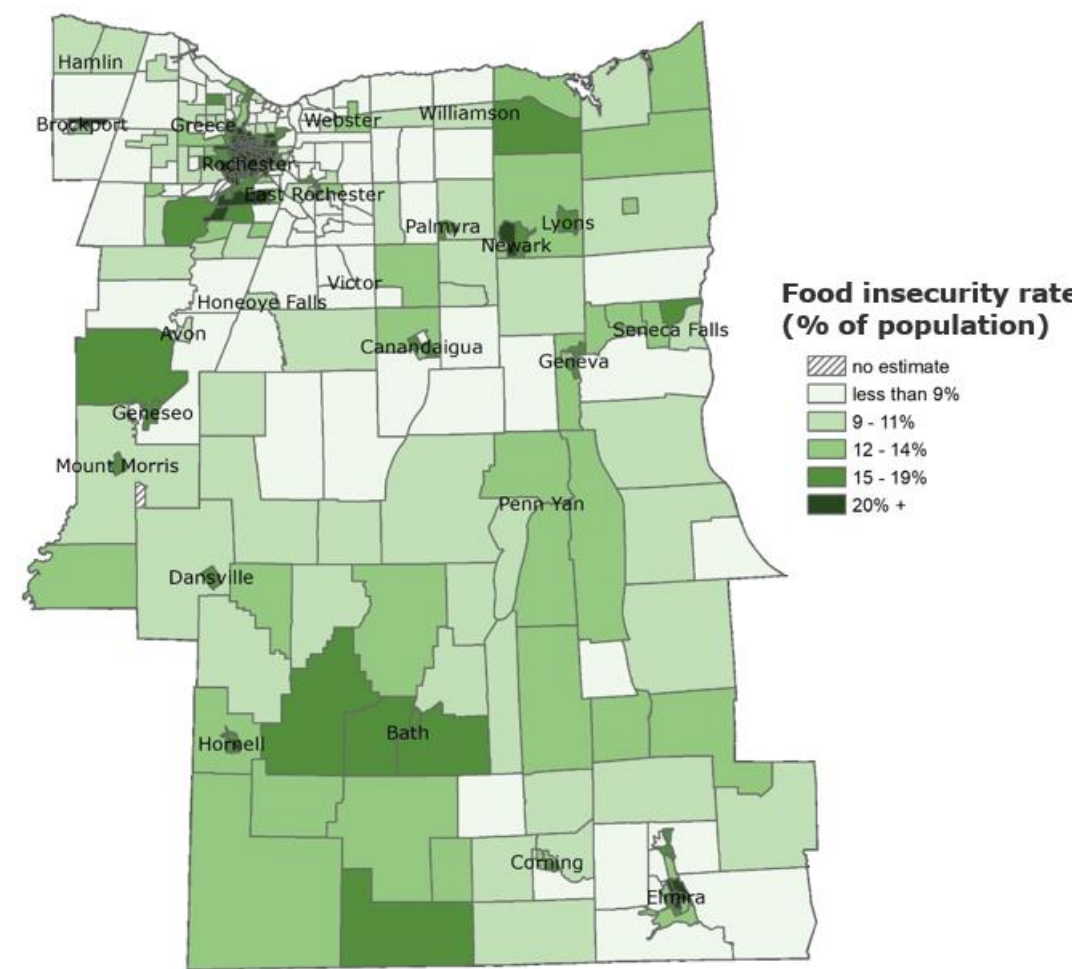 Hamlin
Brockport
Greece
Webster
Williamson
Rochester
East Rochester
Palmyra
Lyons
Newark
Victor
Honeoye Falls
Avon
Canandaigua
Seneca Falls
Geneva
Geneseo
Mount Morris
Penn Yan
Dansville
Bath
Hornell
Corning
Elmira
Food insecurity rate
(% of population)
no estimate
less than 9%
9 - 11%
12 - 14%
15 - 19%
20% +